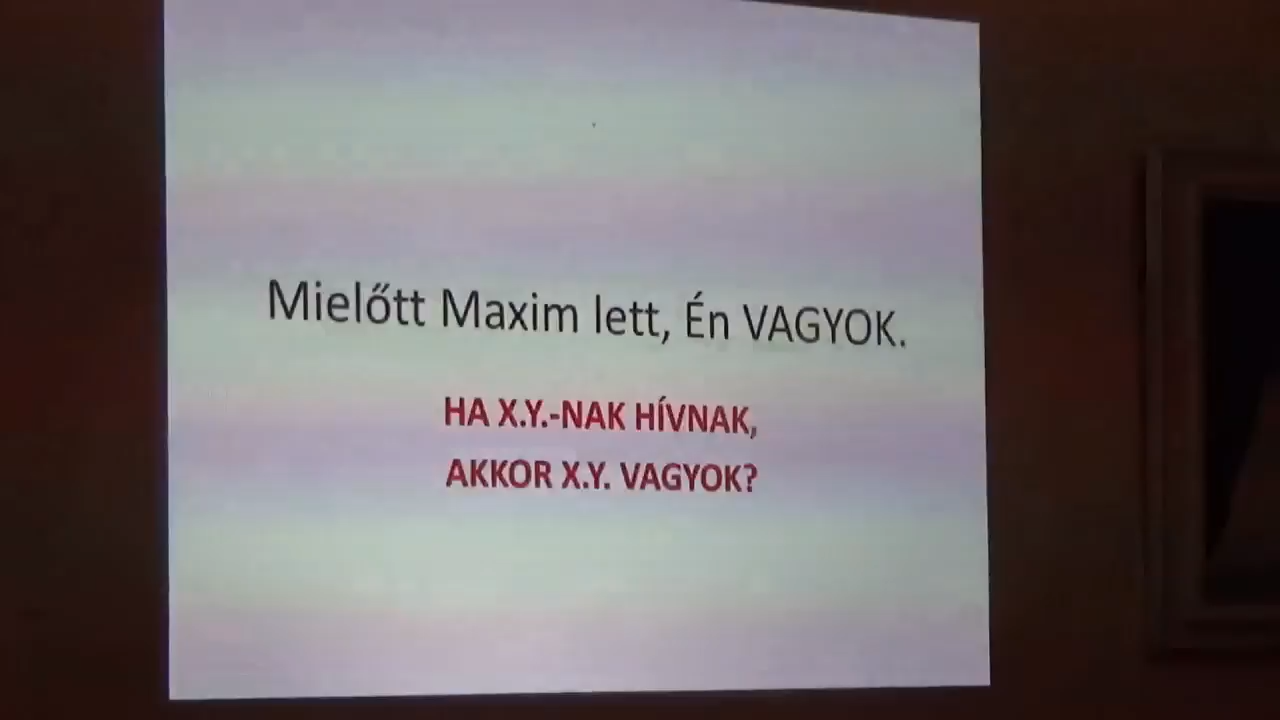 Mielőtt Maxim lett, Én VAGYOK.
HA X.Y.-NAK HÍVNAK,
AKKOR X.Y. VAGYOK?